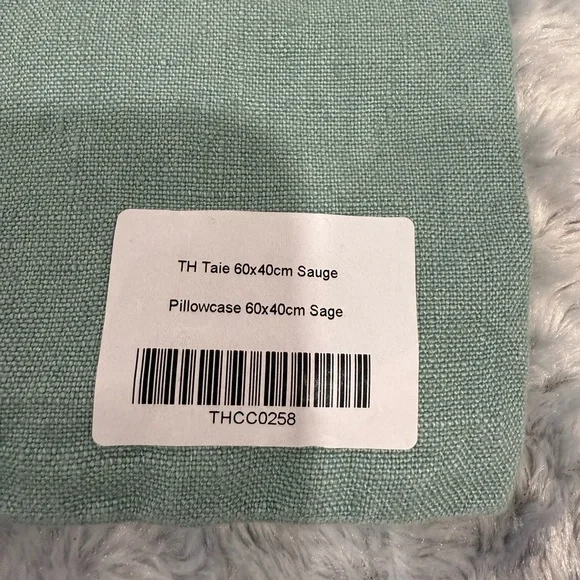 TH Taie 60x40cm Sauge
Pillowcase 60x40cm Sage
THCC0258